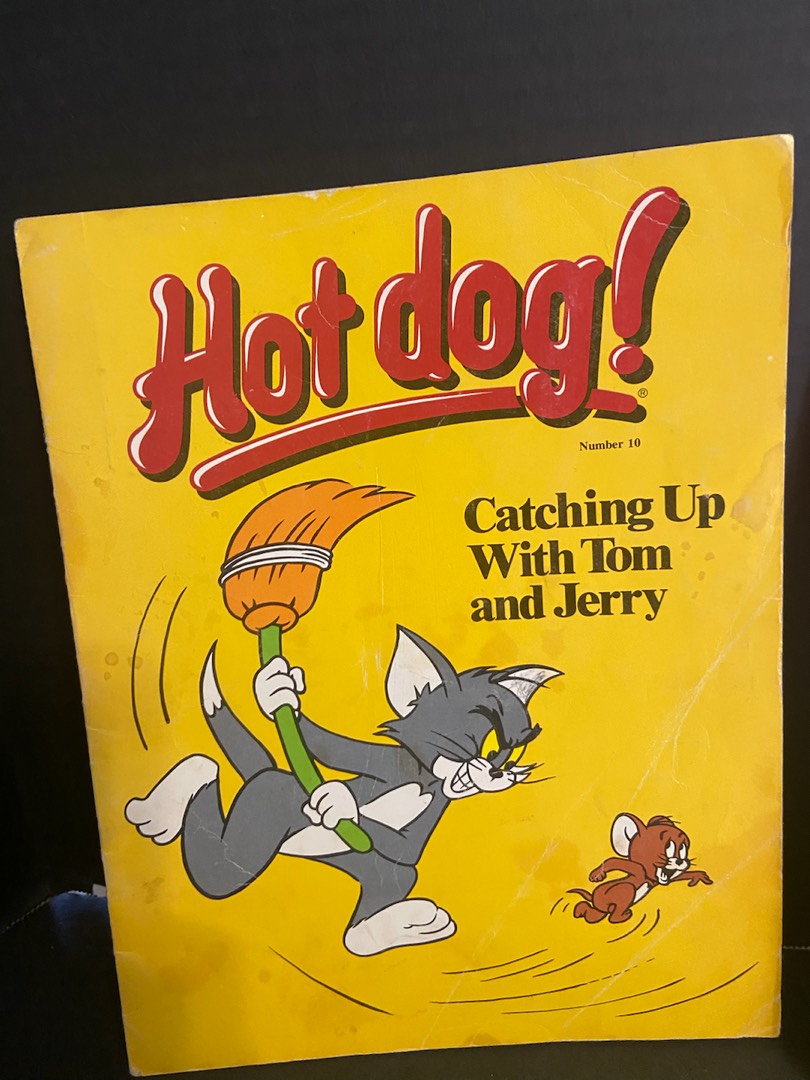 Hot dog!
®
Number 10
Catching Up
With Tom
and Jerry